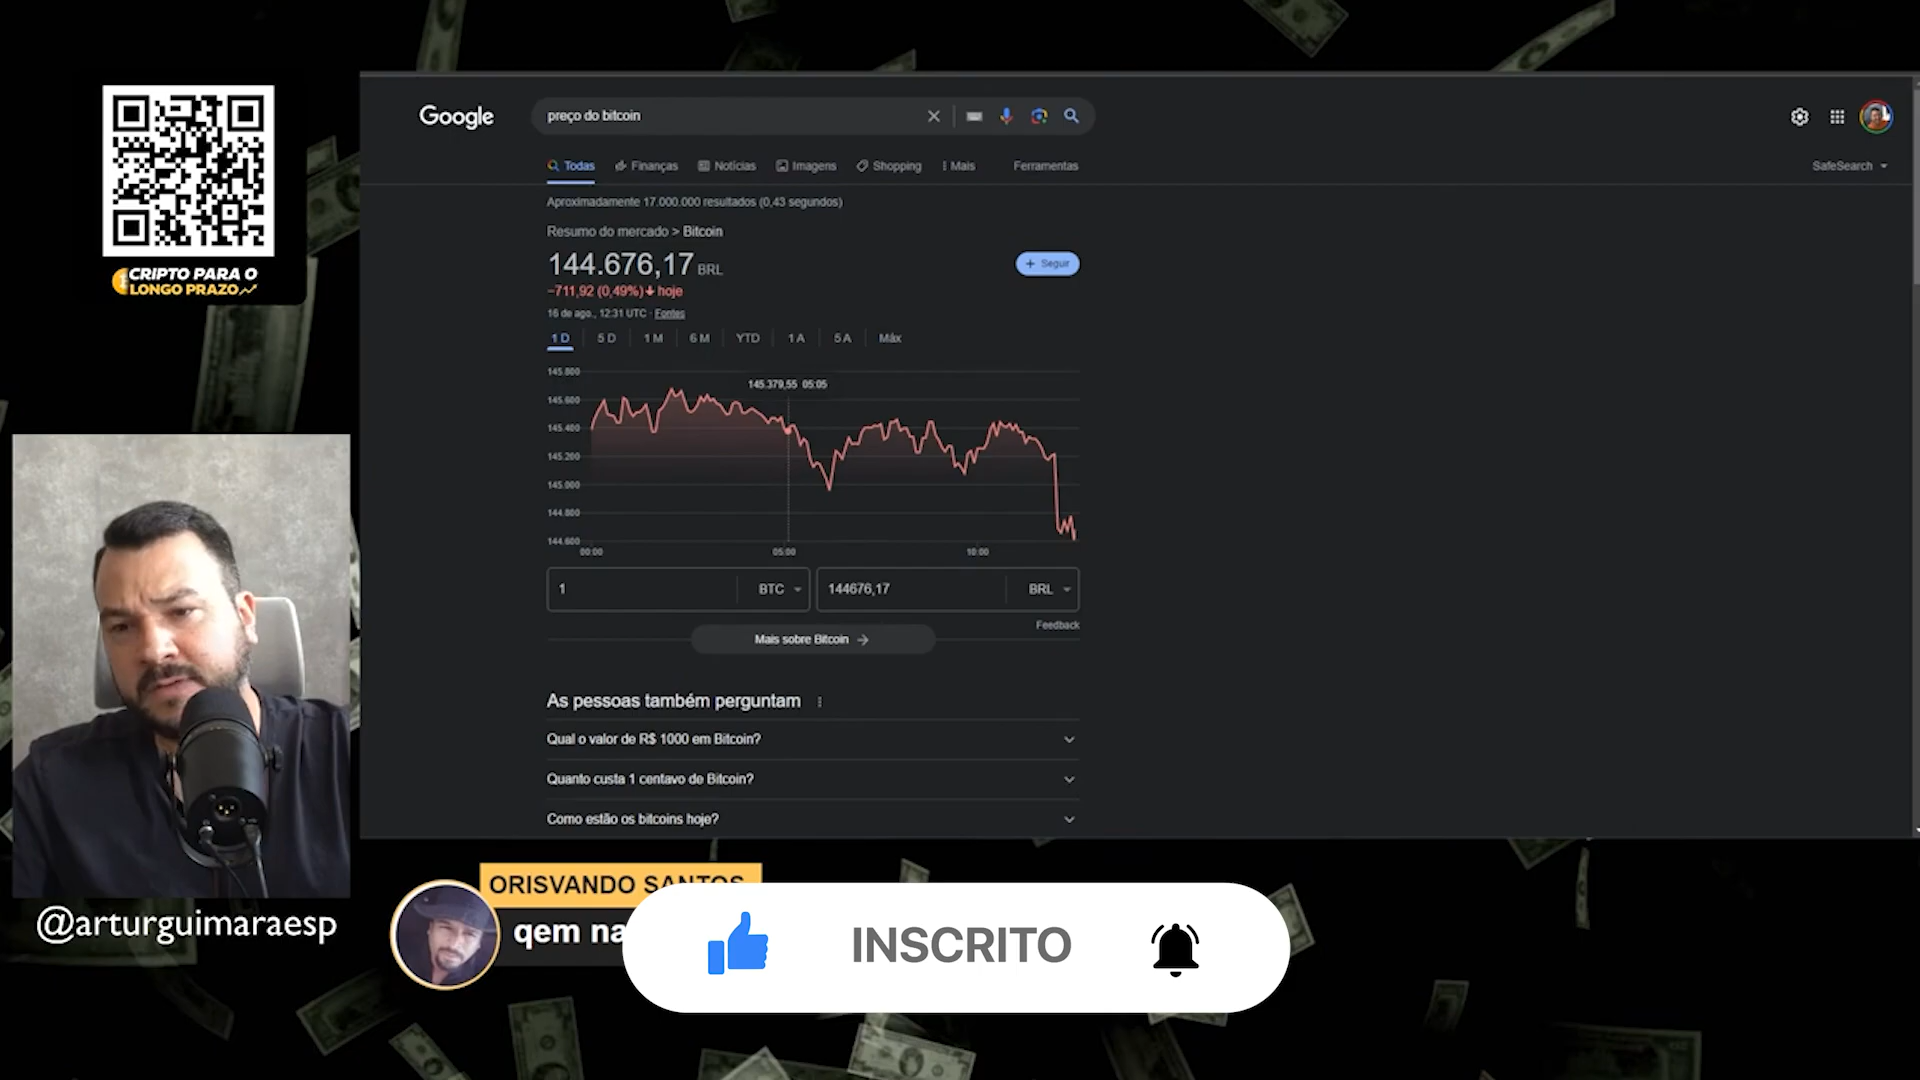 CRIPTO PARA O
LONGO PRAZO
Google
preço do bitcoin
Todas
Finanças
Notícias
Imagens
Shopping
Mais
Ferramentas
SafeSearch
Aproximadamente 17.000.000 resultados (0,43 segundos)
Resumo do mercado > Bitcoin
144.676,17 BRL
+ Seguir
−711,92 (0,49%) hoje
16 de ago., 12:31 UTC · Fontes
1 D
5 D
1 M
6 M
YTD
1 A
5 A
Máx
145.379,55 05:05
145.800
145.600
145.400
145.200
145.000
144.800
144.600
00:00
05:00
10:00
1
BTC
144676,17
BRL
Feedback
Mais sobre Bitcoin
As pessoas também perguntam
Qual o valor de R$ 1000 em Bitcoin?
Quanto custa 1 centavo de Bitcoin?
Como estão os bitcoins hoje?
@arturguimaraesp
ORISVANDO SANTOS
qem na
INSCRITO